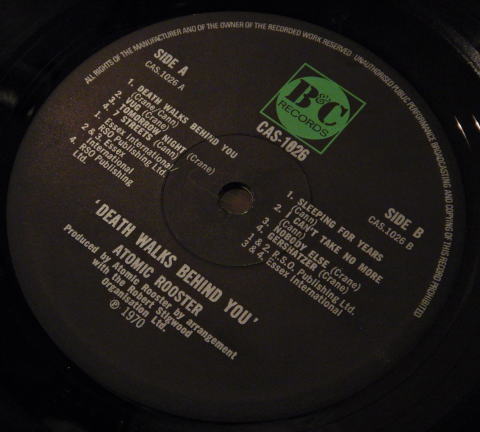 ALL RIGHTS OF THE MANUFACTURER AND OF THE OWNER OF THE RECORDED WORK RESERVED. UNAUTHORISED PUBLIC PERFORMANCE BROADCASTING AND COPYING OF THIS RECORD PROHIBITED.
B&C
RECORDS
CAS-1026
SIDE A
CAS.1026 A
1. DEATH WALKS BEHIND YOU
(Crane/Cann)
2. VUG (Crane)
3. TOMORROW NIGHT (Crane)
4. 7 STREETS (Cann)
1. Essex International
RSO Publishing Ltd.
2 & 3. Essex
International
4. RSO Publishing
Ltd.
SIDE B
CAS.1026 B
1. SLEEPING FOR YEARS
(Cann)
2. I CAN'T TAKE NO MORE
(Cann)
3. NOBODY ELSE (Crane)
4. GERSHATZER (Crane)
1 & 2. R.S.O. Publishing Ltd.
3 & 4. Essex International
'DEATH WALKS BEHIND YOU'
ATOMIC ROOSTER
Produced by Atomic Rooster by arrangement
with the Robert Stigwood
Organisation Ltd.
℗ 1970